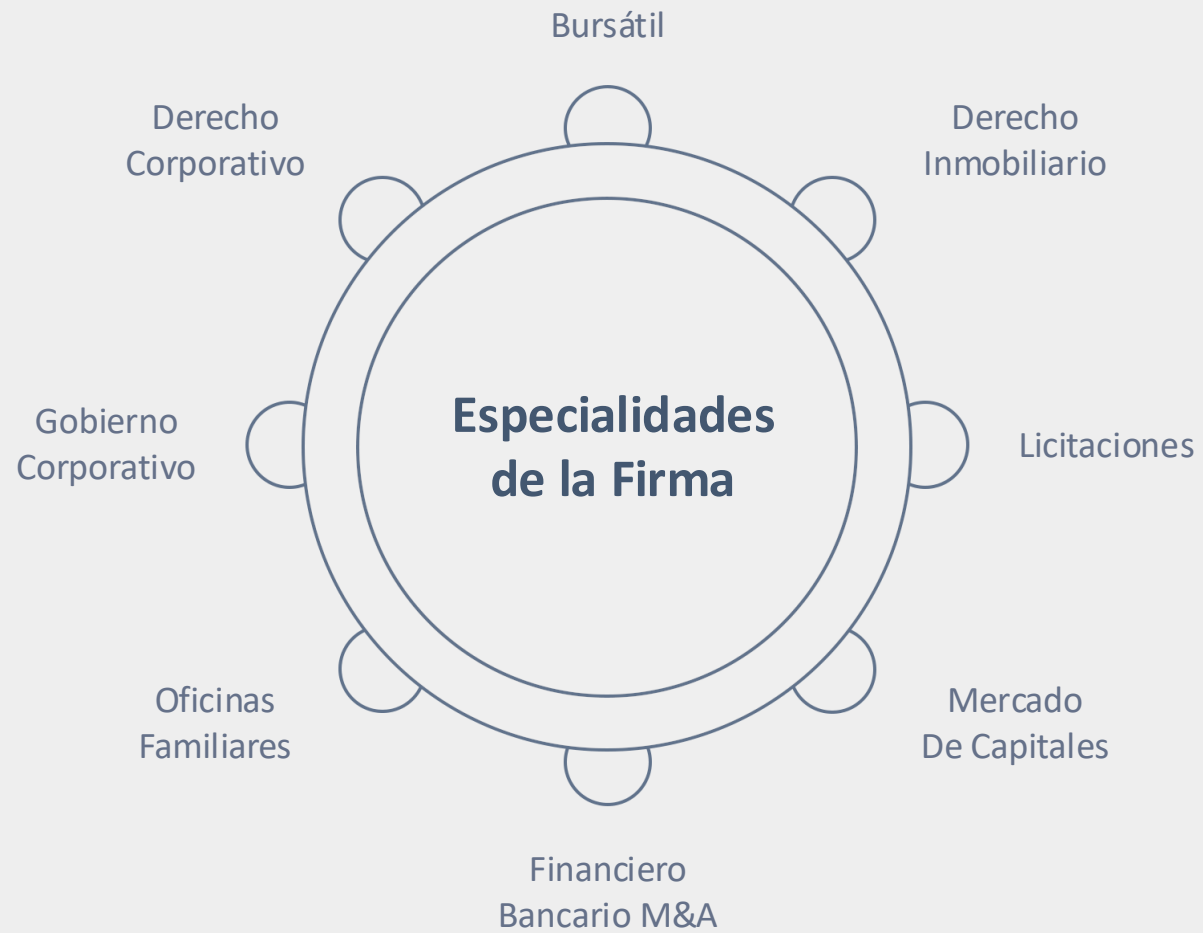 Bursátil
Derecho
Corporativo
Derecho
Inmobiliario
Gobierno
Corporativo
Especialidades
de la Firma
Licitaciones
Oficinas
Familiares
Mercado
De Capitales
Financiero
Bancario M&A